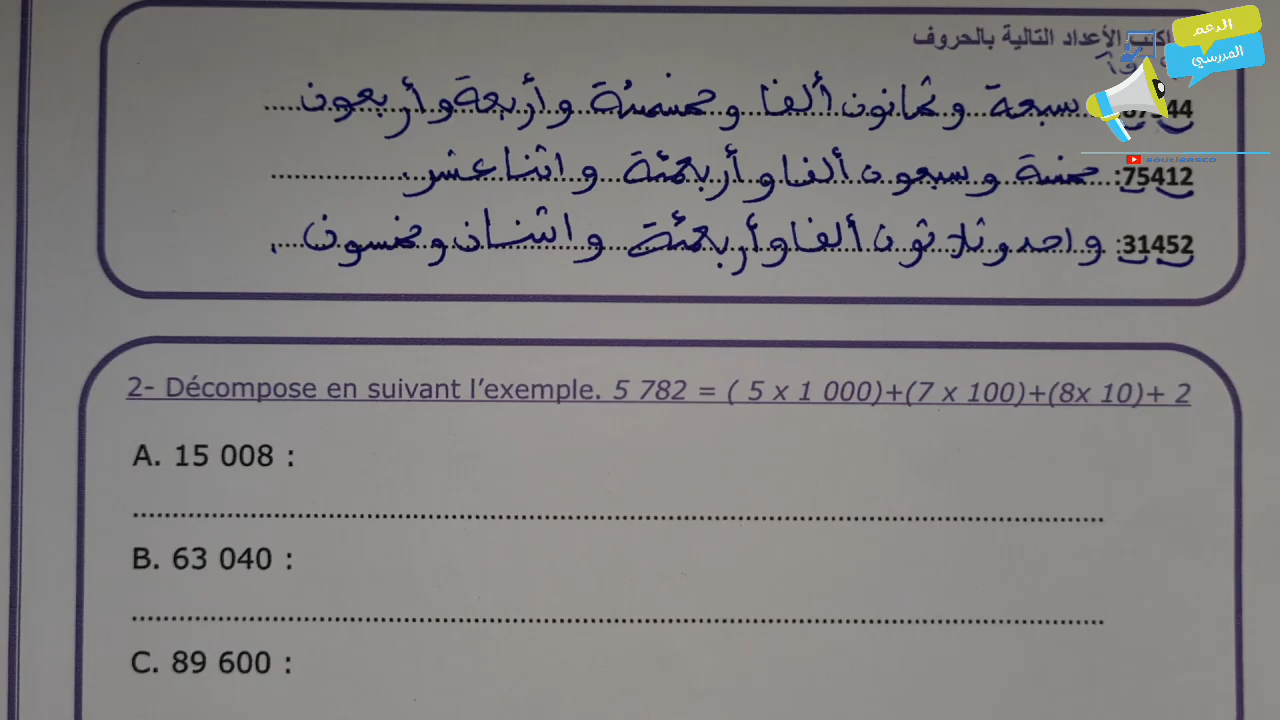 اكتب الأعداد التالية بالحروف
الدعم
المدرسي
44 سبعة وثمانون ألفا وخمسمئة وأربعة وأربعون
soutiensco
75412: خمسة وسبعون ألفا وأربعمئة واثنا عشر
31452: واحد وثلاثون ألفا وأربعمئة واثنان وخمسون
2- Décompose en suivant l'exemple. 5 782 = ( 5 x 1 000)+(7 x 100)+(8x 10)+ 2
A. 15 008 :
B. 63 040 :
C. 89 600 :